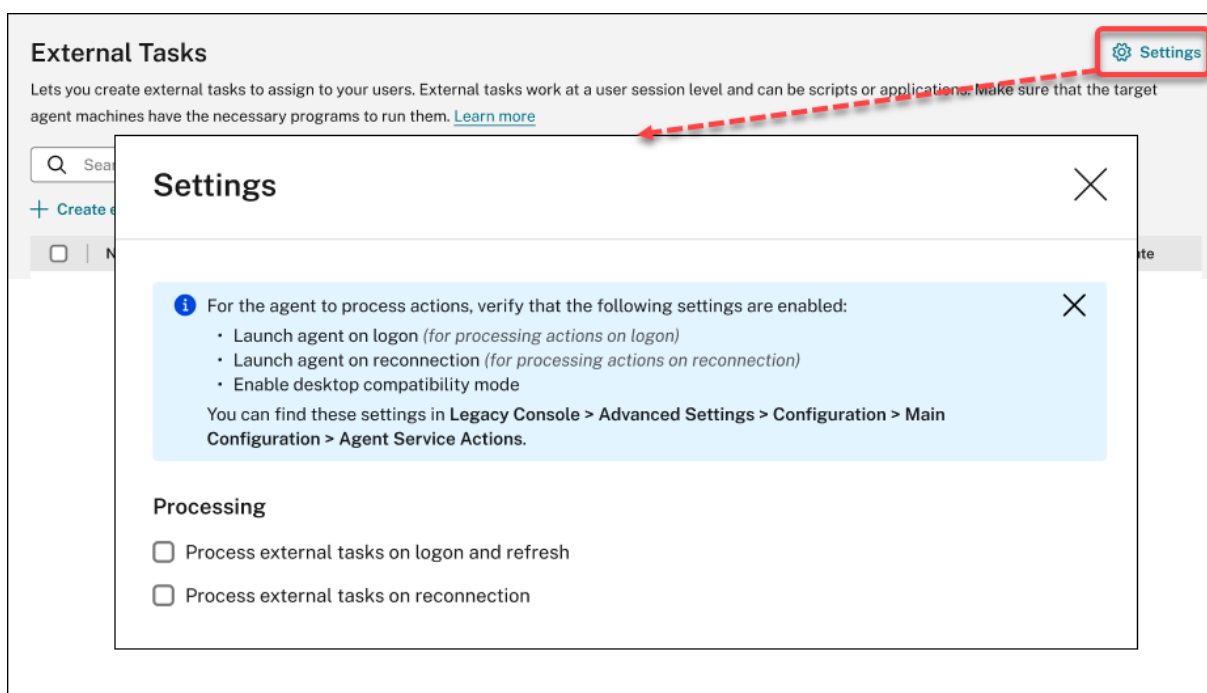 External Tasks
Settings
Lets you create external tasks to assign to your users. External tasks work at a user session level and can be scripts or applications. Make sure that the target
agent machines have the necessary programs to run them. Learn more
Create
Settings
For the agent to process actions, verify that the following settings are enabled:
• Launch agent on logon (for processing actions on logon)
• Launch agent on reconnection (for processing actions on reconnection)
• Enable desktop compatibility mode
You can find these settings in Legacy Console > Advanced Settings > Configuration > Main
Configuration > Agent Service Actions.
Processing
Process external tasks on logon and refresh
Process external tasks on reconnection